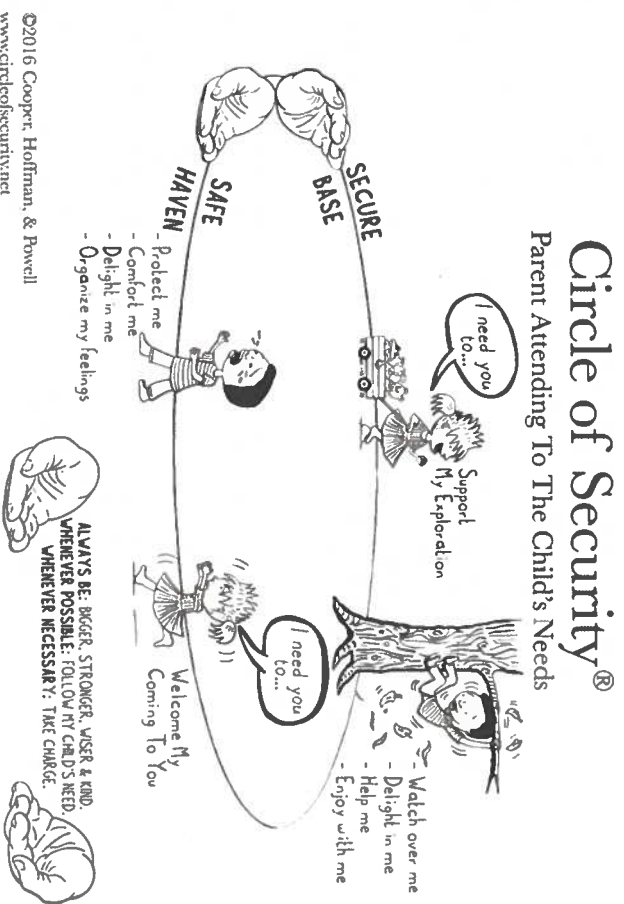 Circle of Security®
Parent Attending To The Child's Needs
I need you
to...
Support
My Exploration
- Watch over me
- Delight in me
- Help me
- Enjoy with me
SECURE
BASE
SAFE
HAVEN
I need you
to...
Welcome My
Coming To You
- Protect me
- Comfort me
- Delight in me
- Organize my feelings
ALWAYS BE: BIGGER, STRONGER, WISER & KIND.
WHENEVER POSSIBLE: FOLLOW MY CHILD'S NEED.
WHENEVER NECESSARY: TAKE CHARGE.
©2016 Cooper, Hoffman, & Powell
www.circleofsecurity.net